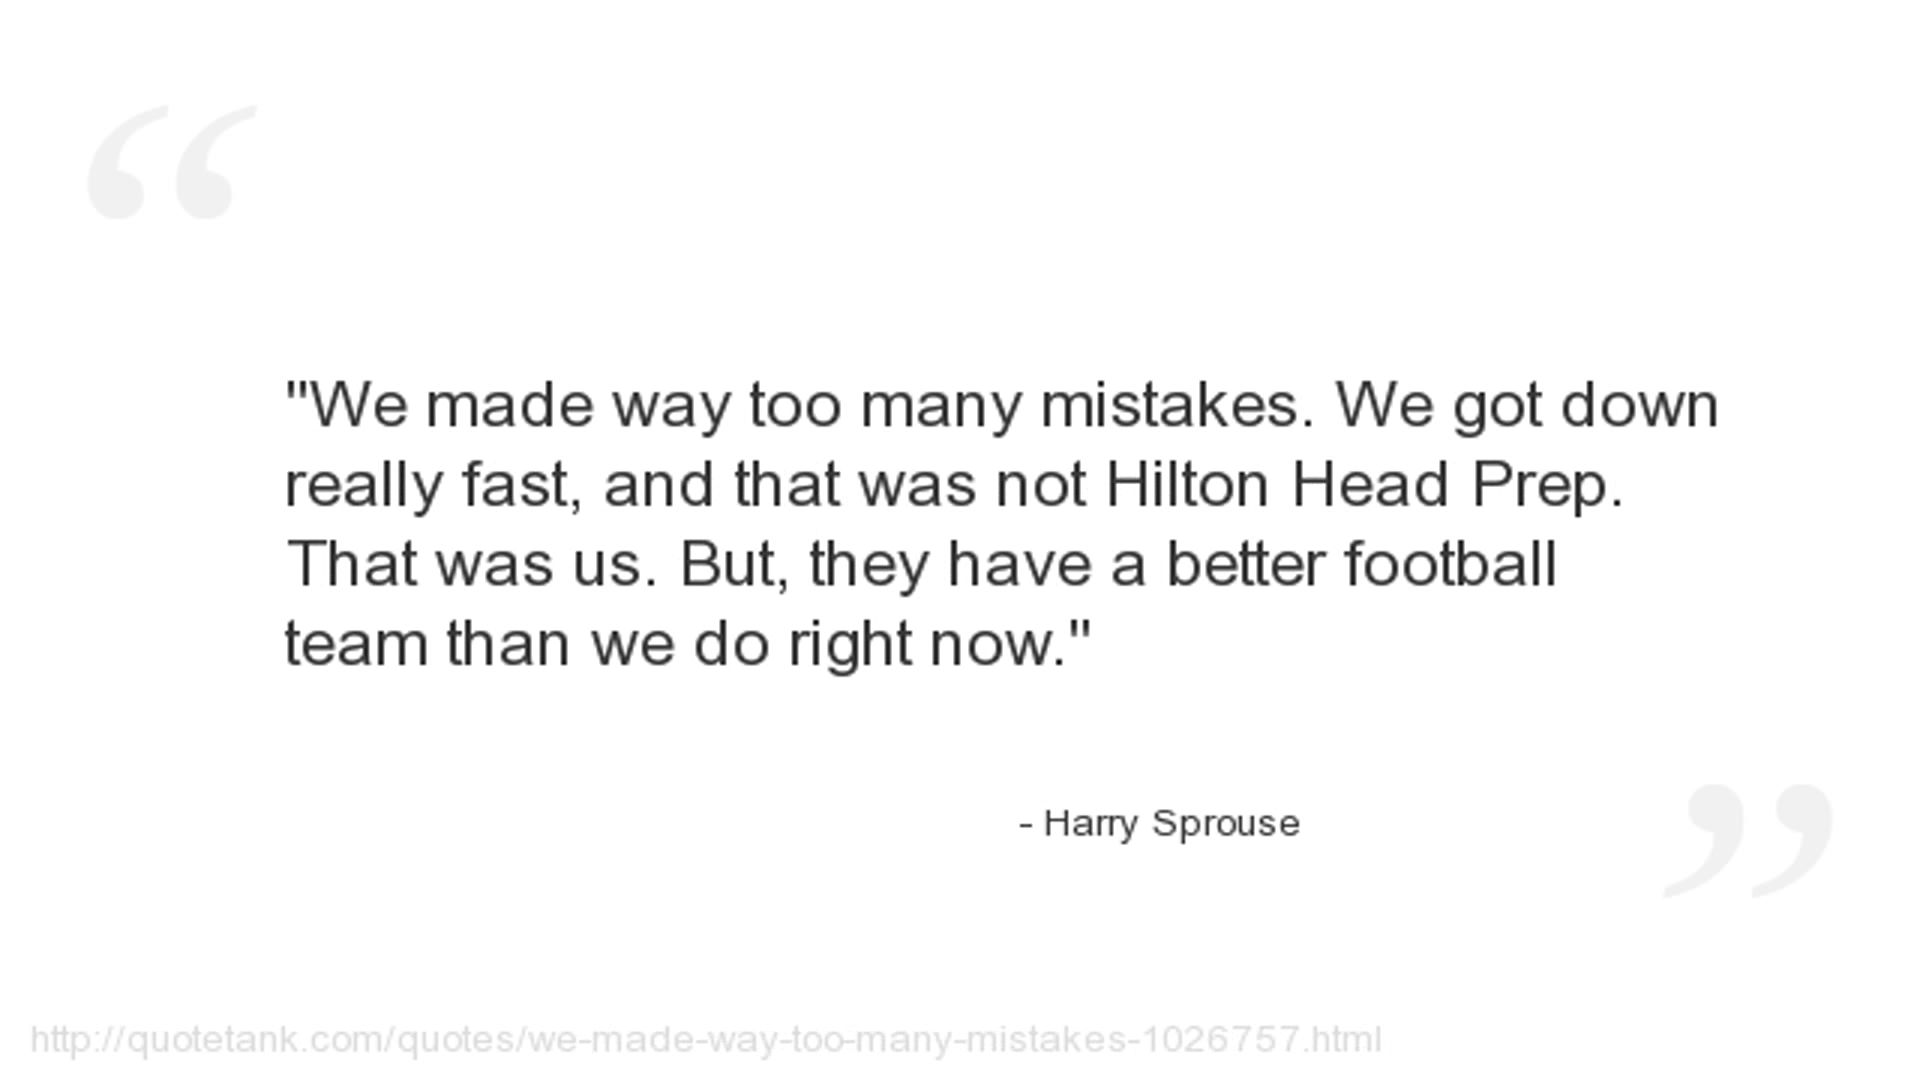 "We made way too many mistakes. We got down
really fast, and that was not Hilton Head Prep.
That was us. But, they have a better football
team than we do right now."
- Harry Sprouse
http://quotetank.com/quotes/we-made-way-too-many-mistakes-1026757.html